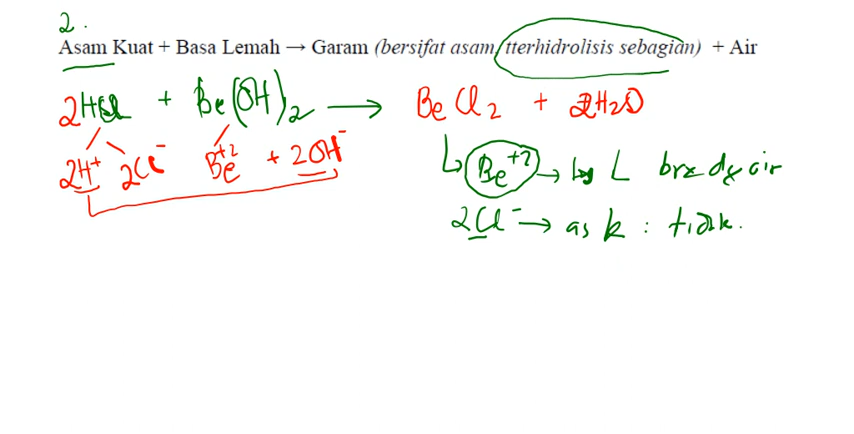 2.
Asam Kuat + Basa Lemah → Garam (bersifat asam, tterhidrolisis sebagian) + Air
2HCl + Be(OH)2 → BeCl2 + 2H2O
2H+ 2Cl- Be+2 + 2OH-
Be+2 → bs L brx dg air
2Cl- → as k : tidak.